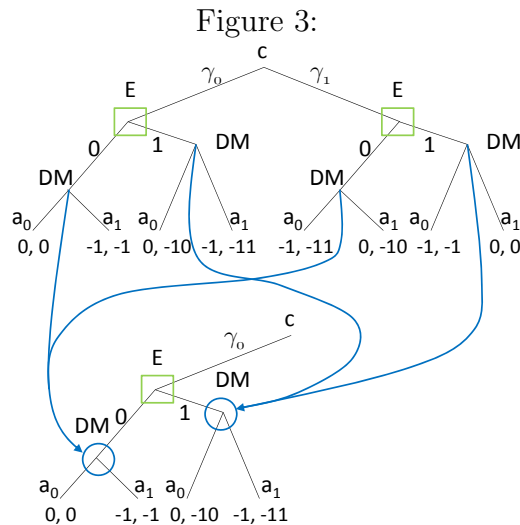 Figure 3:
c
γ₀ γ₁
E E
0 1 0 1
DM DM DM DM
a₀ a₁ a₀ a₁ a₀ a₁ a₀ a₁
0, 0 -1, -1 0, -10 -1, -11 -1, -11 0, -10 -1, -1 0, 0
c
γ₀
E
DM
0 1
DM
a₀ a₁ a₀ a₁
0, 0 -1, -1 0, -10 -1, -11